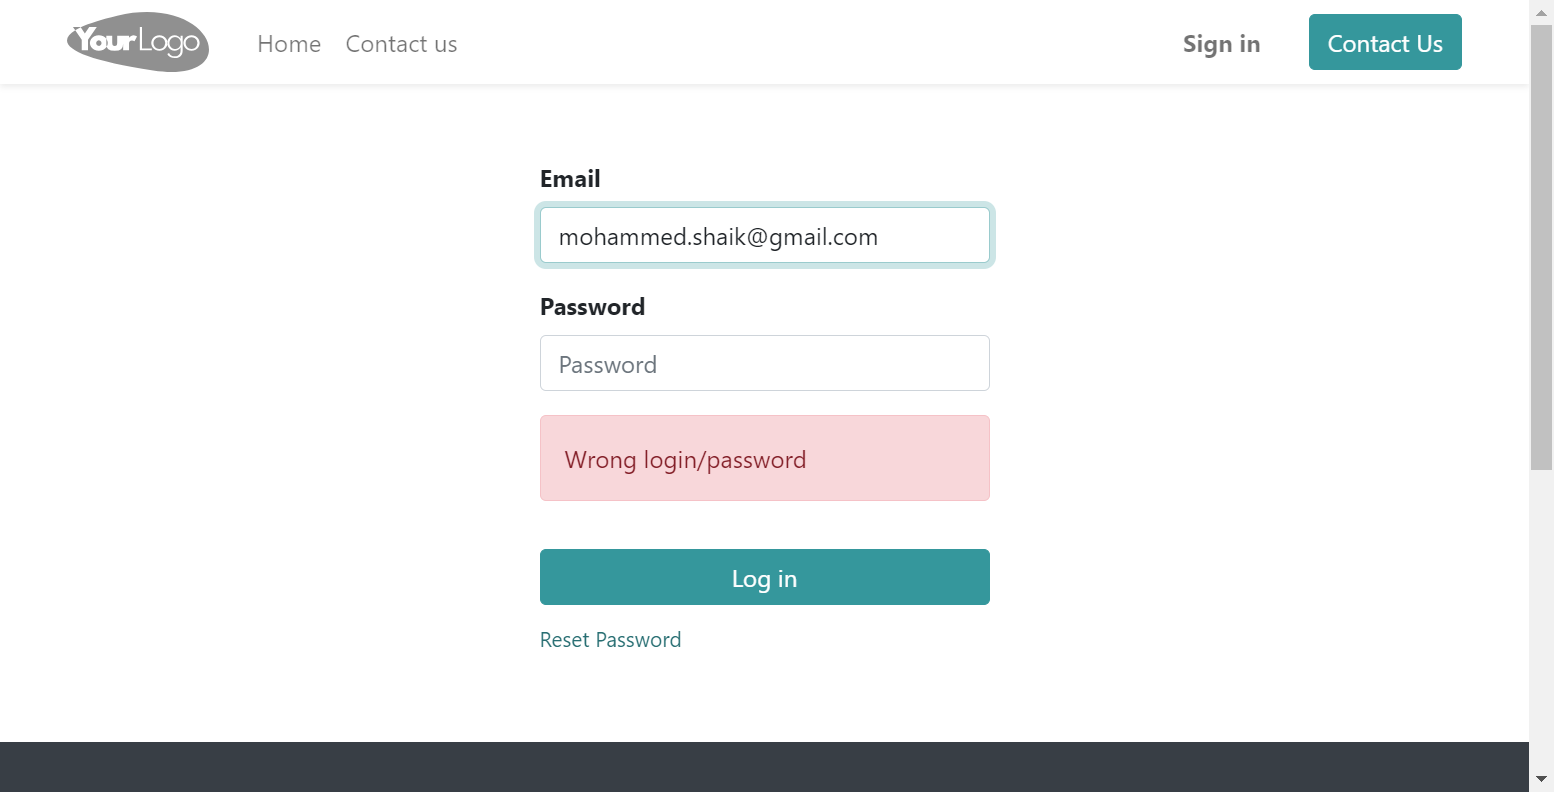 YourLogo
Home Contact us Sign in Contact Us
Email
mohammed.shaik@gmail.com
Password
Password
Wrong login/password
Log in
Reset Password